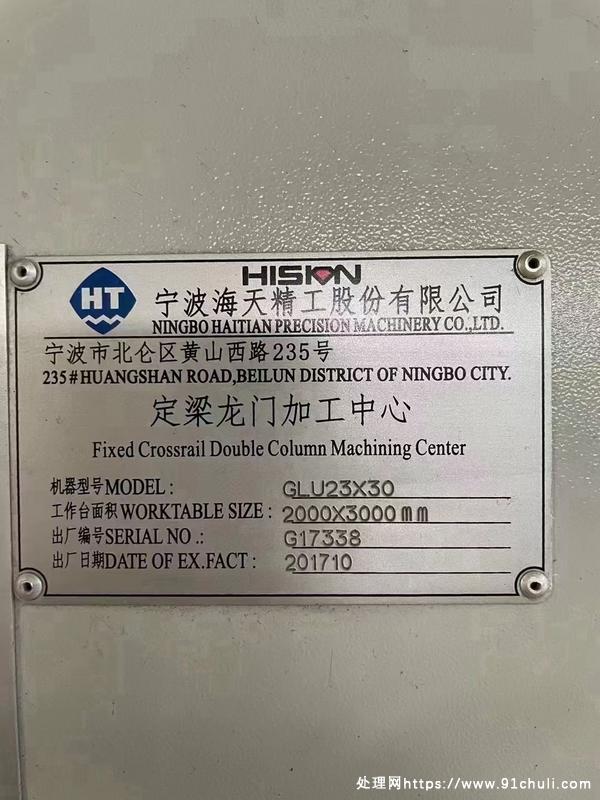 HISION
HT
宁波海天精工股份有限公司
NINGBO HAITIAN PRECISION MACHINERY CO.,LTD.
宁波市北仑区黄山西路235号
235#HUANGSHAN ROAD,BEILUN DISTRICT OF NINGBO CITY.
定梁龙门加工中心
Fixed Crossrail Double Column Machining Center
机器型号MODEL: GLU23X30
工作台面积WORKTABLE SIZE: 2000X3000mm
出厂编号SERIAL NO.: G17338
出厂日期DATE OF EX.FACT: 201710
处理网https://www.91chuli.com